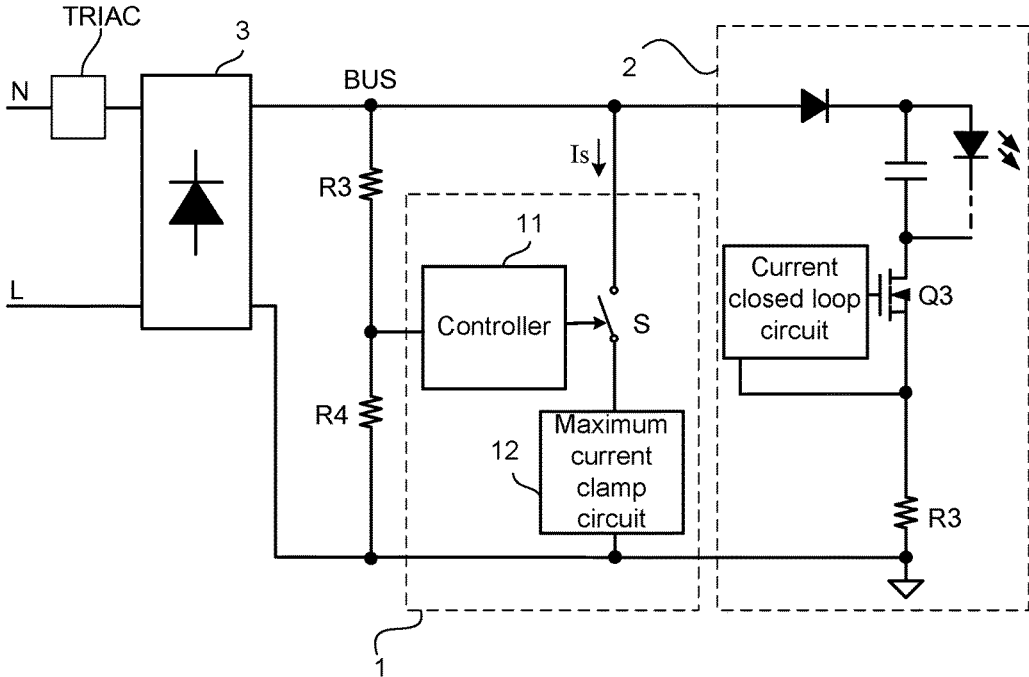 TRIAC
3
2
N
BUS
Is
R3
11
L
Controller
S
Current
closed loop
circuit
Q3
R4
12
Maximum
current
clamp
circuit
R3
1